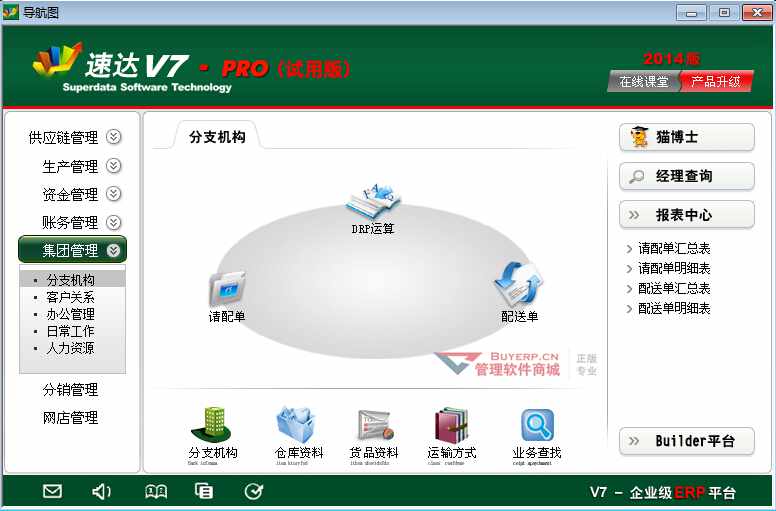 导航图
速达V7 - PRO（试用版）
Superdata Software Technology
2014版
在线课堂
产品升级
供应链管理
生产管理
资金管理
账务管理
集团管理
分支机构
客户关系
办公管理
日常工作
人力资源
分销管理
网店管理
分支机构
DRP运算
请配单
配送单
BUYERP.CN
管理软件商城
正版
专业
分支机构
仓库资料
货品资料
运输方式
业务查找
猫博士
经理查询
报表中心
请配单汇总表
请配单明细表
配送单汇总表
配送单明细表
Builder平台
V7 - 企业级ERP平台